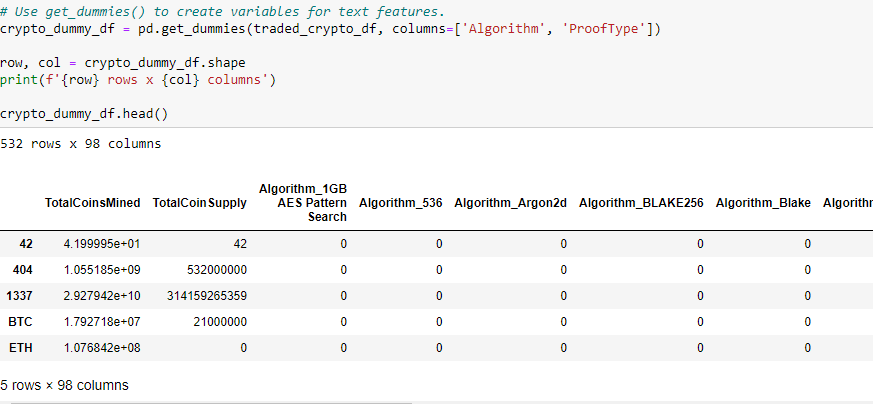 # Use get_dummies() to create variables for text features.
crypto_dummy_df = pd.get_dummies(traded_crypto_df, columns=['Algorithm', 'ProofType'])
row, col = crypto_dummy_df.shape
print(f'{row} rows x {col} columns')
crypto_dummy_df.head()
532 rows x 98 columns
TotalCoinsMined TotalCoinSupply Algorithm_1GB AES Pattern Search Algorithm_536 Algorithm_Argon2d Algorithm_BLAKE256 Algorithm_Blake
42 4.199995e+01 42 0 0 0 0 0
404 1.055185e+09 532000000 0 0 0 0 0
1337 2.927942e+10 314159265359 0 0 0 0 0
BTC 1.792718e+07 21000000 0 0 0 0 0
ETH 1.076842e+08 0 0 0 0 0 0
5 rows × 98 columns